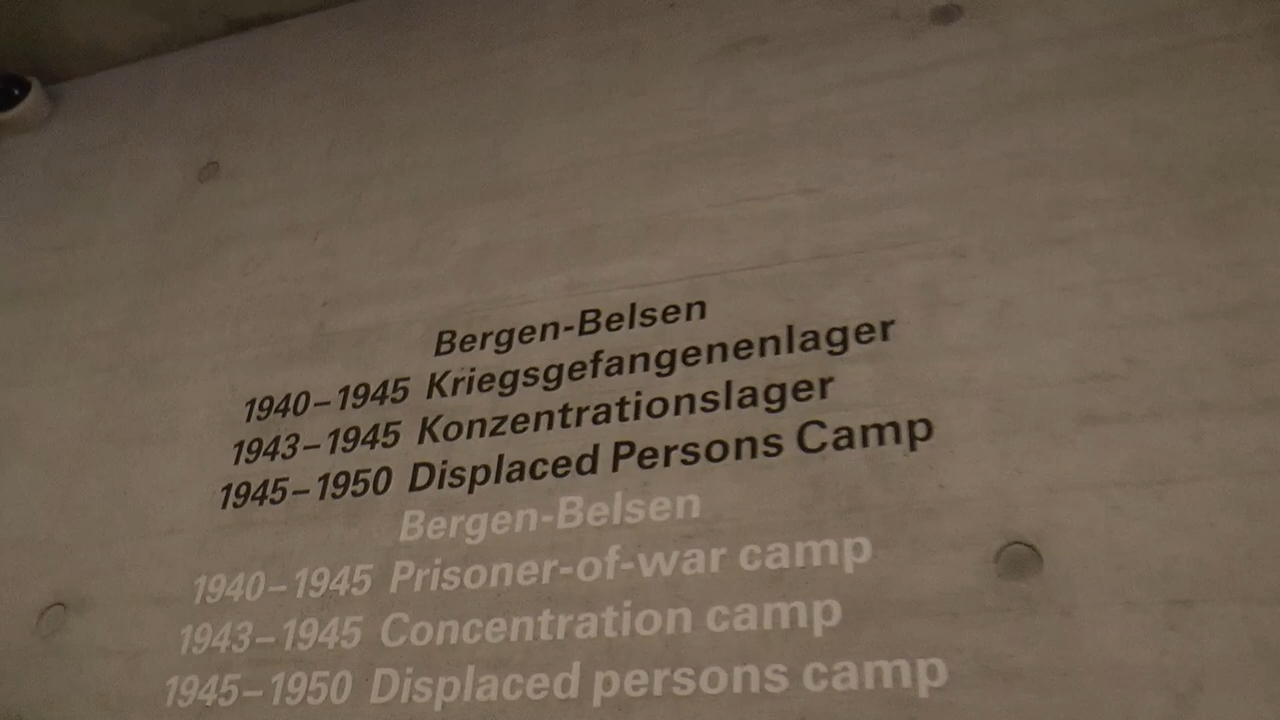 Bergen-Belsen
1940–1945 Kriegsgefangenenlager
1943–1945 Konzentrationslager
1945–1950 Displaced Persons Camp
Bergen-Belsen
1940–1945 Prisoner-of-war camp
1943–1945 Concentration camp
1945–1950 Displaced persons camp